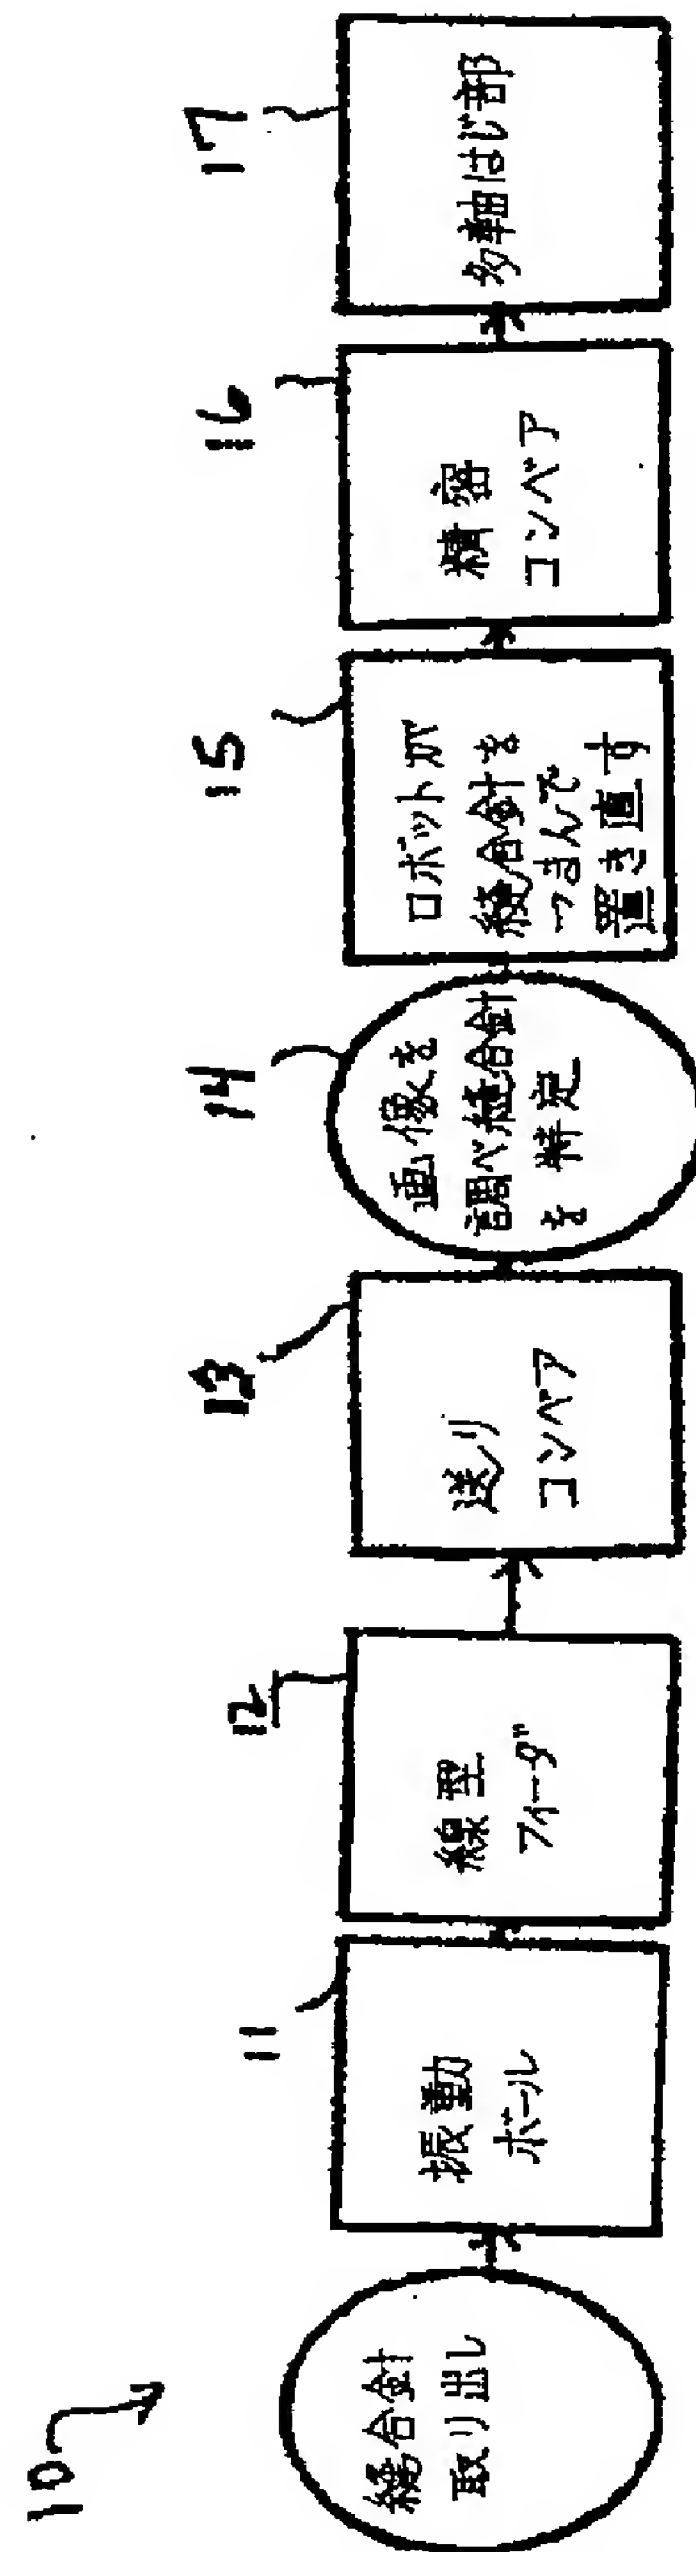 10
縫合針
取り出し
11
振動
ボール
12
線型
フィーダ
13
送り
コンベア
14
画像を
調べ縫合針
を特定
15
ロボットが
縫合針を
つまんで
置き直す
16
精密
コンベア
17
多軸はじ部